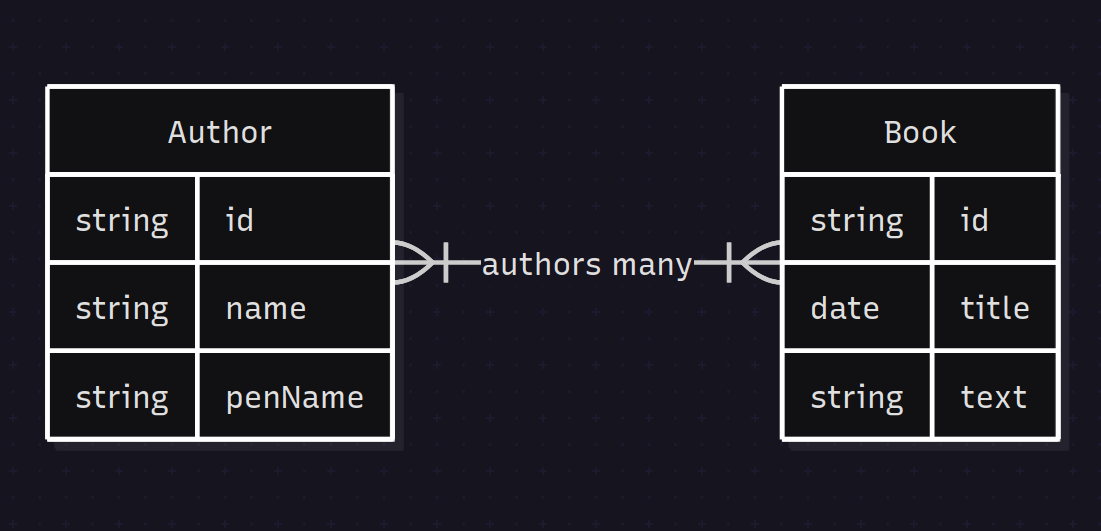 Author
string id
string name
string penName
authors many
Book
string id
date title
string text